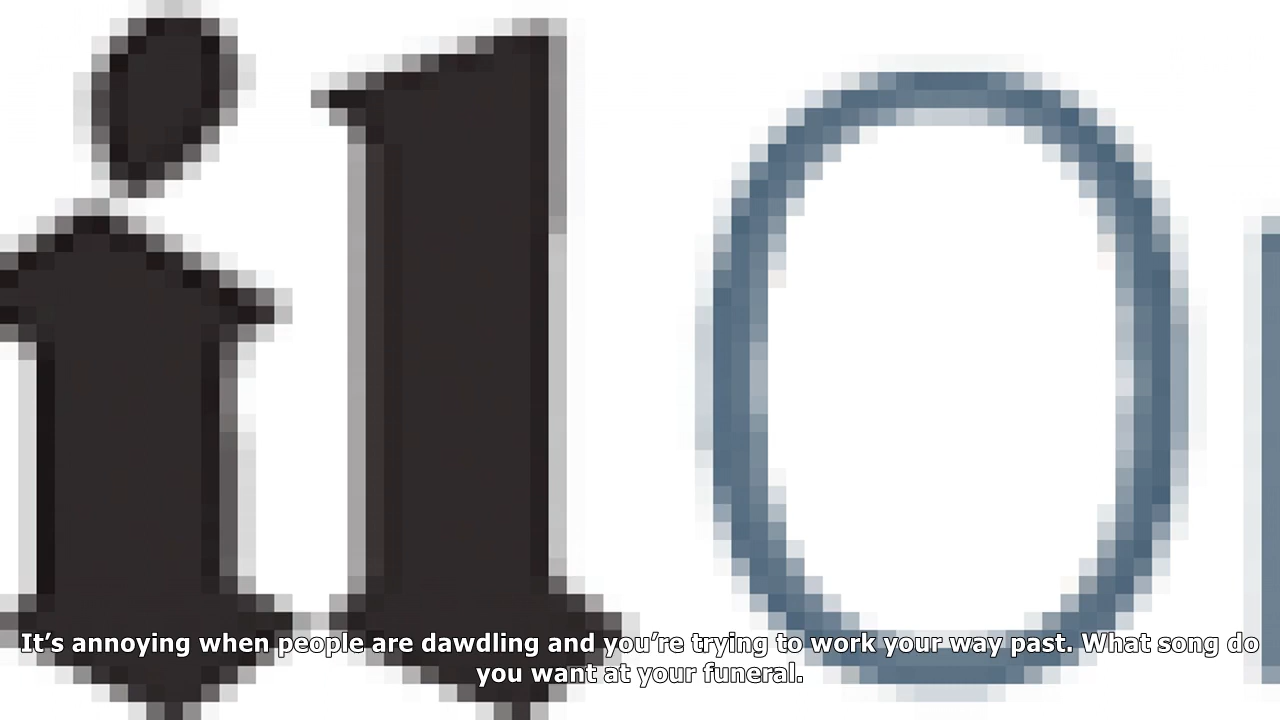 il O
It’s annoying when people are dawdling and you’re trying to work your way past. What song do
you want at your funeral.